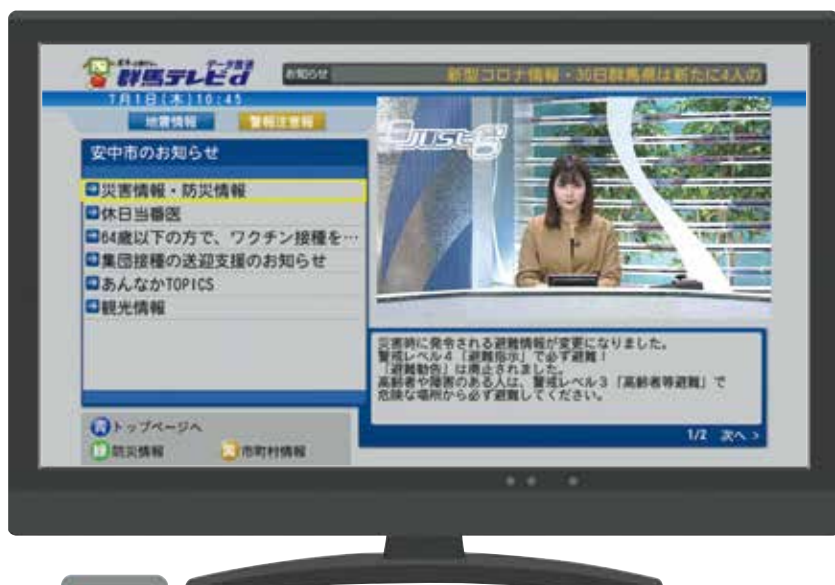 データ放送
群馬テレビd
お知らせ
新型コロナ情報・30日群馬県は新たに4人の
7月1日(木)10:45
地震情報
警報注意報
安中市のお知らせ
災害情報・防災情報
休日当番医
64歳以下の方で、ワクチン接種を…
集団接種の送迎支援のお知らせ
あんなかTOPICS
観光情報
JUST6
災害時に発令される避難情報が変更になりました。
警戒レベル4「避難指示」で必ず避難!
「避難勧告」は廃止されました。
高齢者や障害のある人は、警戒レベル3「高齢者等避難」で
危険な場所から必ず避難してください。
1/2 次へ >
青 トップページへ
緑 防災情報
黄 市町村情報